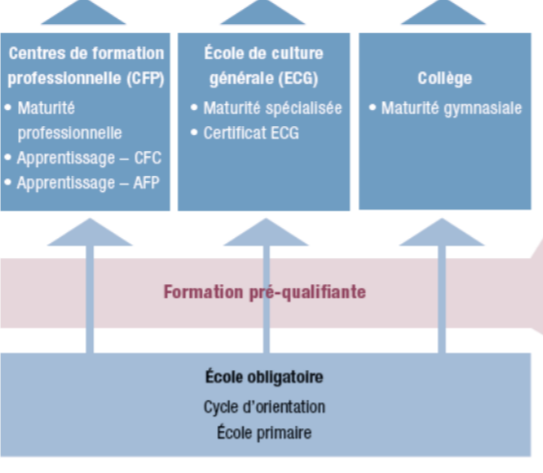 Centres de formation
professionnelle (CFP)
• Maturité
professionnelle
• Apprentissage – CFC
• Apprentissage – AFP
École de culture
générale (ECG)
• Maturité spécialisée
• Certificat ECG
Collège
• Maturité gymnasiale
Formation pré-qualifiante
École obligatoire
Cycle d'orientation
École primaire